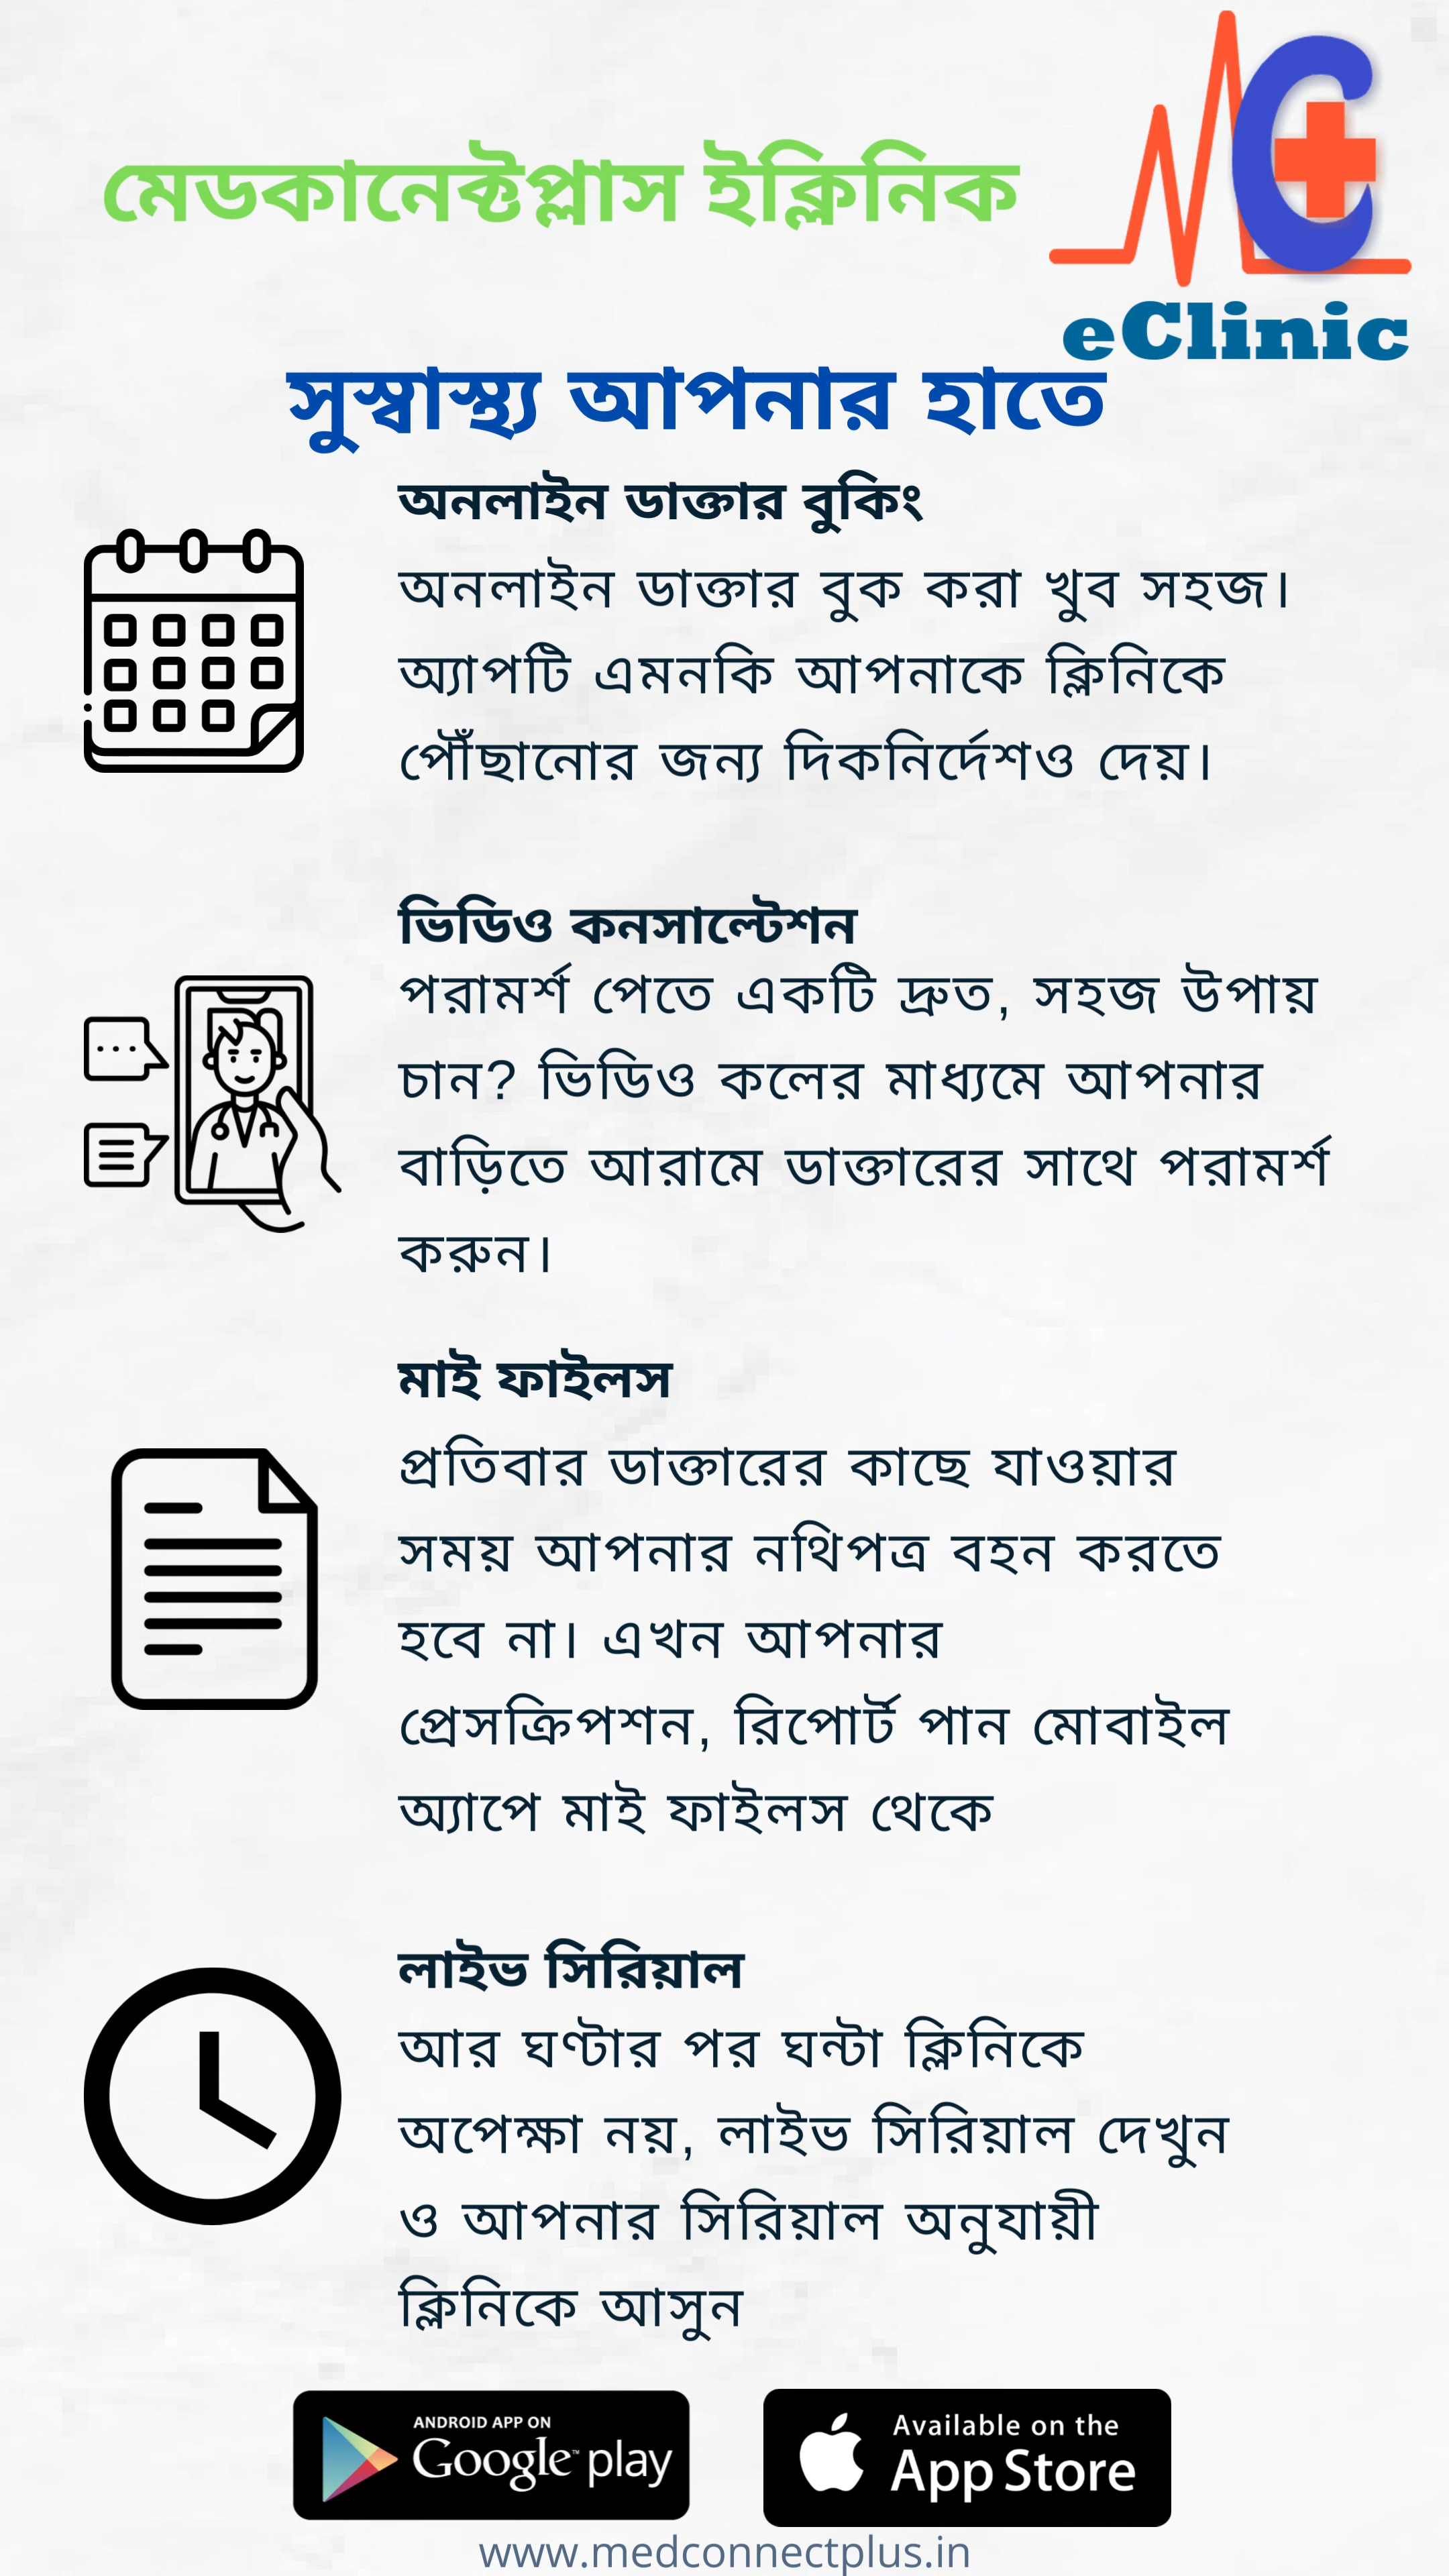 মেডকানেক্টপ্লাস ইক্লিনিক
eClinic
সুস্বাস্থ্য আপনার হাতে
অনলাইন ডাক্তার বুকিং
অনলাইন ডাক্তার বুক করা খুব সহজ।
অ্যাপটি এমনকি আপনাকে ক্লিনিকে
পৌঁছানোর জন্য দিকনির্দেশও দেয়।
ভিডিও কনসাল্টেশন
পরামর্শ পেতে একটি দ্রুত, সহজ উপায়
চান? ভিডিও কলের মাধ্যমে আপনার
বাড়িতে আরামে ডাক্তারের সাথে পরামর্শ
করুন।
মাই ফাইলস
প্রতিবার ডাক্তারের কাছে যাওয়ার
সময় আপনার নথিপত্র বহন করতে
হবে না। এখন আপনার
প্রেসক্রিপশন, রিপোর্ট পান মোবাইল
অ্যাপে মাই ফাইলস থেকে
লাইভ সিরিয়াল
আর ঘণ্টার পর ঘন্টা ক্লিনিকে
অপেক্ষা নয়, লাইভ সিরিয়াল দেখুন
ও আপনার সিরিয়াল অনুযায়ী
ক্লিনিকে আসুন
ANDROID APP ON
Google™ play
Available on the
App Store
www.medconnectplus.in